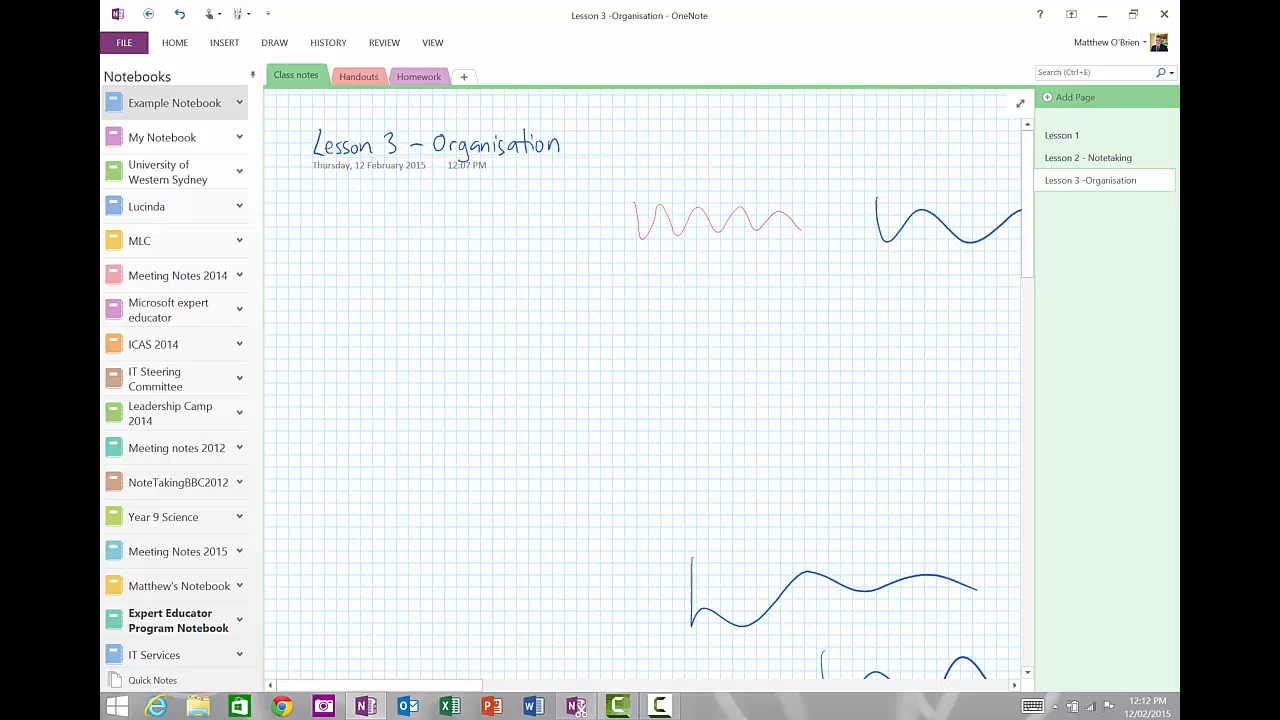 Lesson 3 -Organisation - OneNote
?
FILE HOME INSERT DRAW HISTORY REVIEW VIEW
Matthew O'Brien
Notebooks
Class notes Handouts Homework +
Search (Ctrl+E)
Example Notebook
My Notebook
University of
Western Sydney
Lucinda
MLC
Meeting Notes 2014
Microsoft expert
educator
ICAS 2014
IT Steering
Committee
Leadership Camp
2014
Meeting notes 2012
NoteTakingBBC2012
Year 9 Science
Meeting Notes 2015
Matthew's Notebook
Expert Educator
Program Notebook
IT Services
Quick Notes
Lesson 3 - Organisation
Thursday, 12 February 2015 12:07 PM
Add Page
Lesson 1
Lesson 2 - Notetaking
Lesson 3 -Organisation
12:12 PM
12/02/2015